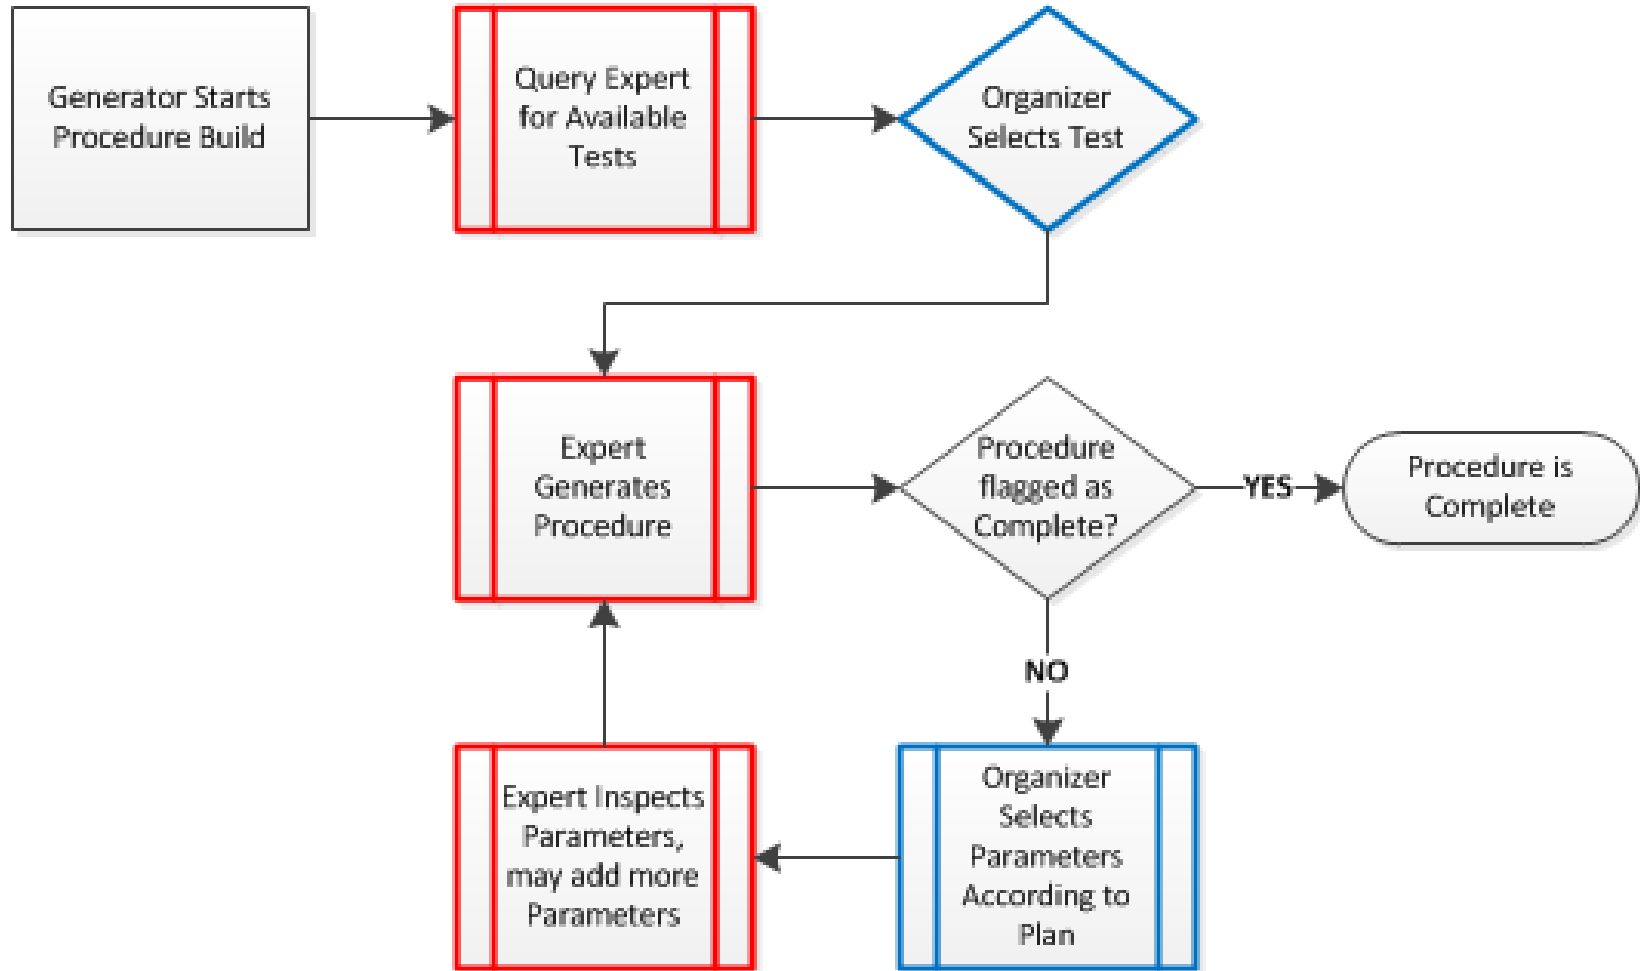 Generator Starts
Procedure Build
Query Expert
for Available
Tests
Organizer
Selects Test
Expert
Generates
Procedure
Procedure
flagged as
Complete?
YES
Procedure is
Complete
NO
Expert Inspects
Parameters,
may add more
Parameters
Organizer
Selects
Parameters
According to
Plan